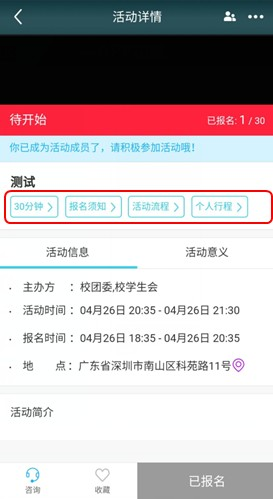 活动详情
待开始
已报名: 1 / 30
你已成为活动成员了，请积极参加活动哦！
测试
30分钟 报名须知 活动流程 个人行程
活动信息 活动意义
· 主办方 ：校团委,校学生会
· 活动时间 ：04月26日 20:35 - 04月26日 21:30
· 报名时间 ：04月26日 18:35 - 04月26日 20:35
· 地 点 ：广东省深圳市南山区科苑路11号
活动简介
咨询 收藏 已报名